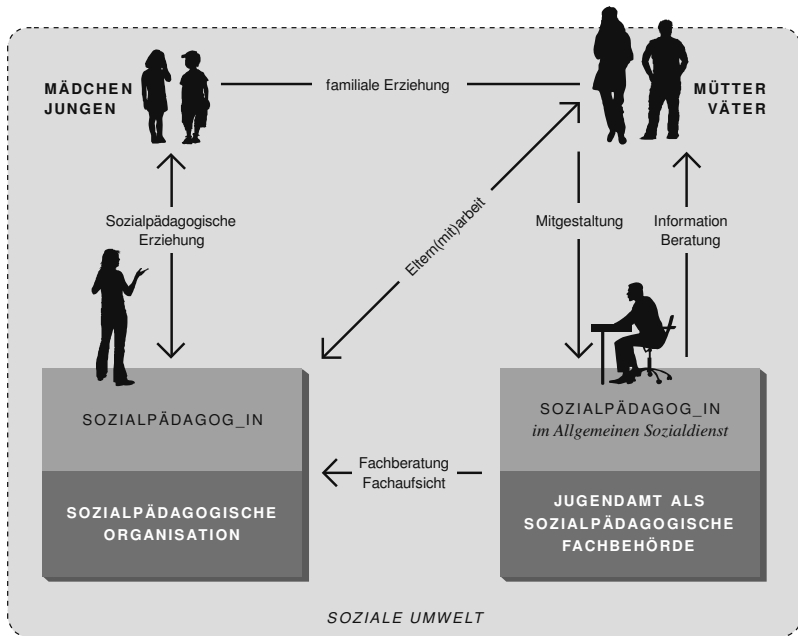 MÄDCHEN
JUNGEN
familiale Erziehung
MÜTTER
VÄTER
Sozialpädagogische
Erziehung
Eltern(mit)arbeit
Mitgestaltung
Information
Beratung
SOZIALPÄDAGOG_IN
SOZIALPÄDAGOGISCHE
ORGANISATION
Fachberatung
Fachaufsicht
SOZIALPÄDAGOG_IN
im Allgemeinen Sozialdienst
JUGENDAMT ALS
SOZIALPÄDAGOGISCHE
FACHBEHÖRDE
SOZIALE UMWELT